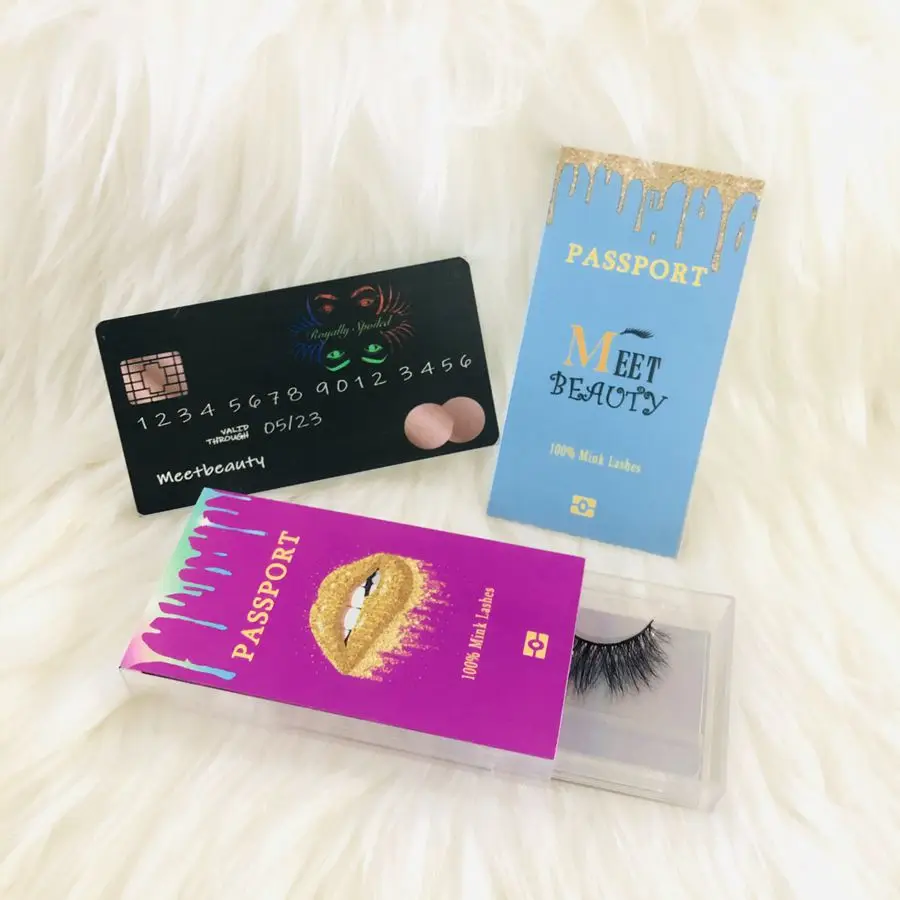 Royally Spoiled
1234 5678 9012 3456
VALID
THROUGH
05/23
Meetbeauty
PASSPORT
MEET
BEAUTY
100% Mink Lashes
PASSPORT
100% Mink Lashes